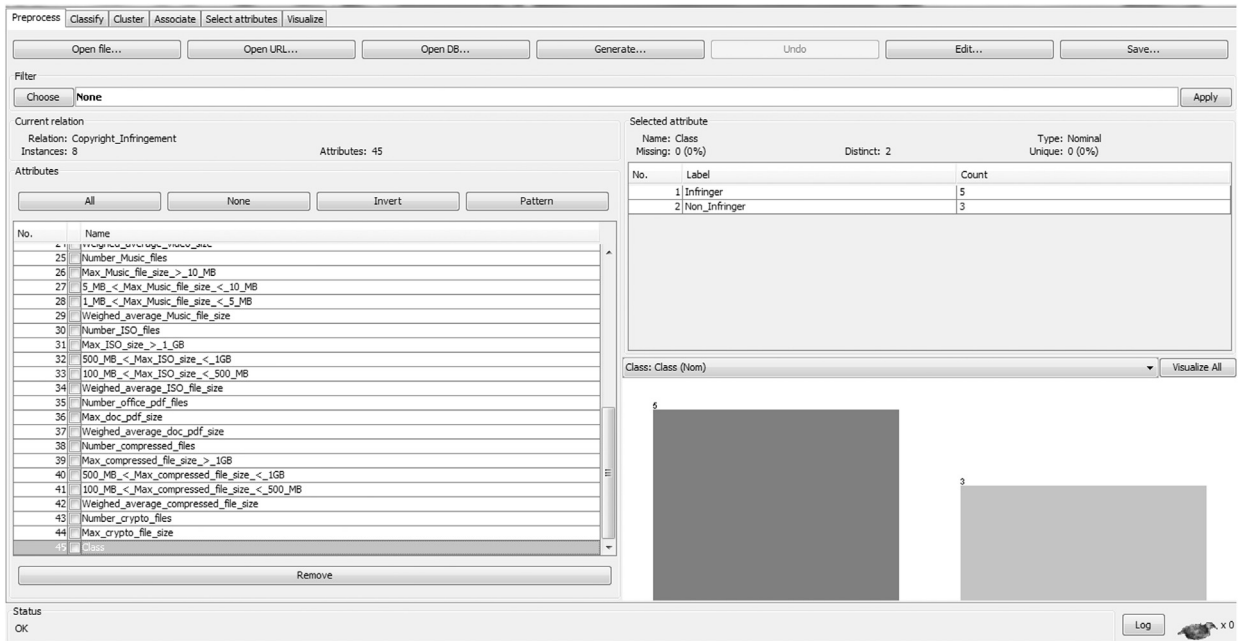 Preprocess Classify Cluster Associate Select attributes Visualize
Open file... Open URL... Open DB... Generate... Undo Edit... Save...
Filter
Choose None Apply
Current relation
Relation: Copyright_Infringement
Instances: 8 Attributes: 45
Attributes
All None Invert Pattern
No. Name
24 Weighed_average_video_size
25 Number_Music_files
26 Max_Music_file_size_>_10_MB
27 5_MB_<_Max_Music_file_size_<_10_MB
28 1_MB_<_Max_Music_file_size_<_5_MB
29 Weighed_average_Music_file_size
30 Number_ISO_files
31 Max_ISO_size_>_1_GB
32 500_MB_<_Max_ISO_size_<_1GB
33 100_MB_<_Max_ISO_size_<_500_MB
34 Weighed_average_ISO_file_size
35 Number_office_pdf_files
36 Max_doc_pdf_size
37 Weighed_average_doc_pdf_size
38 Number_compressed_files
39 Max_compressed_file_size_>_1GB
40 500_MB_<_Max_compressed_file_size_<_1GB
41 100_MB_<_Max_compressed_file_size_<_500_MB
42 Weighed_average_compressed_file_size
43 Number_crypto_files
44 Max_crypto_file_size
45 Class
Remove
Selected attribute
Name: Class Type: Nominal
Missing: 0 (0%) Distinct: 2 Unique: 0 (0%)
No. Label Count
1 Infringer 5
2 Non_Infringer 3
Class: Class (Nom) Visualize All
5
3
Status
OK
Log x 0